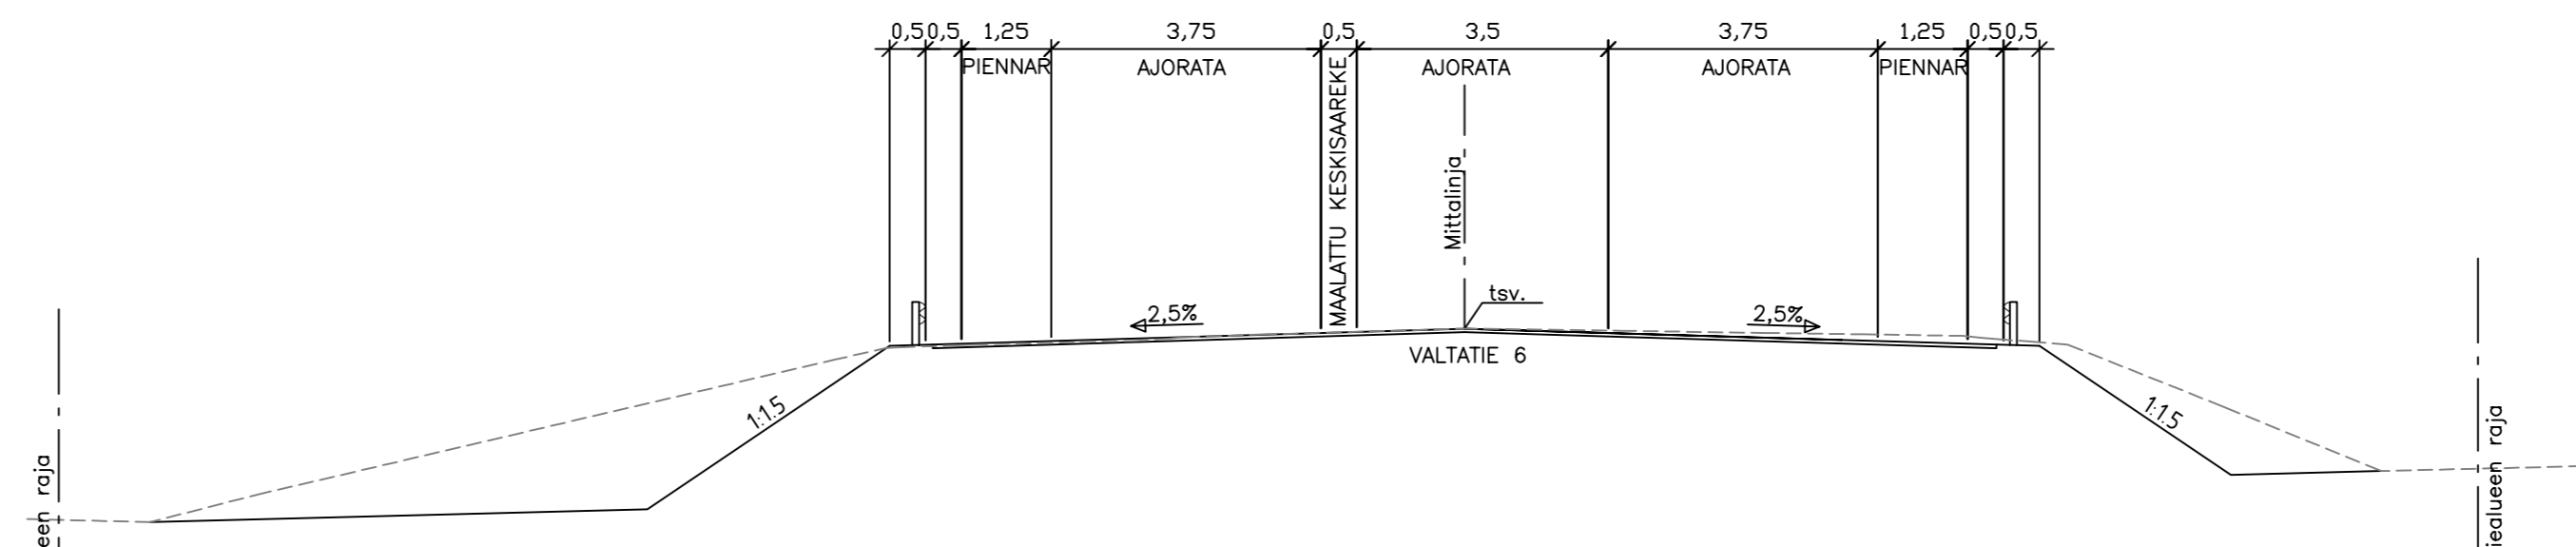 0,5 0,5 1,25 3,75 0,5 3,5 3,75 1,25 0,5 0,5
PIENNAR AJORATA AJORATA AJORATA PIENNAR
MAALATTU KESKISAAREKE
Mittalinja
tsv.
2,5% 2,5%
VALTATIE 6
1:1.5 1:1.5
een raja
iealueen raja